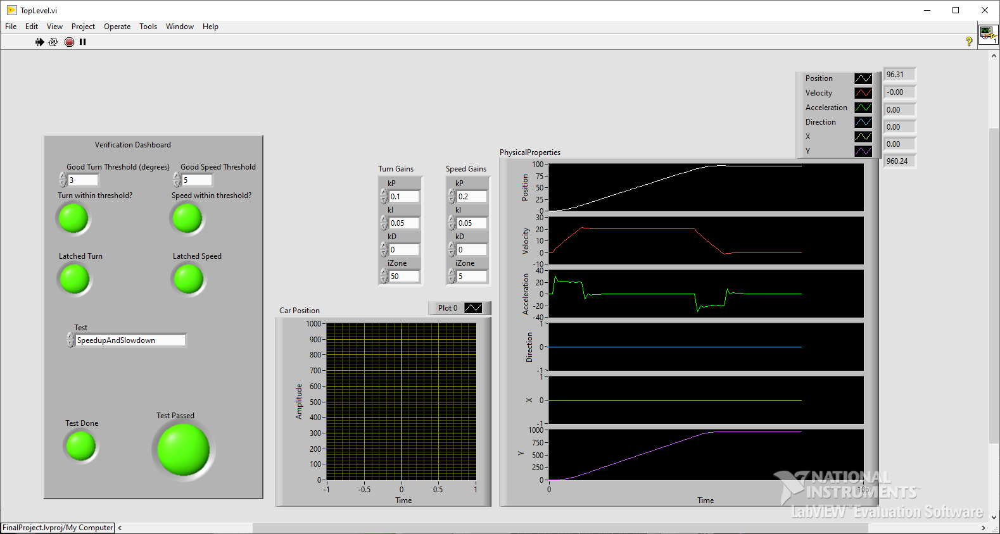 TopLevel.vi
File Edit View Project Operate Tools Window Help
1
Position 96.31
Velocity -0.00
Acceleration 0.00
Direction 0.00
X 0.00
Y 960.24
Verification Dashboard
Good Turn Threshold (degrees) Good Speed Threshold
3 5
Turn within threshold? Speed within threshold?
Latched Turn Latched Speed
Test
SpeedupAndSlowdown
Test Done Test Passed
Turn Gains Speed Gains
kP kP
0.1 0.2
kI kI
0.05 0.05
kD kD
0 0
iZone iZone
50 5
Car Position Plot 0
1000
900
800
700
600
500
400
300
200
100
0
Amplitude
-1 -0.5 0 0.5 1
Time
PhysicalProperties
Position
100
75
50
25
0
Velocity
30
20
10
0
-10
Acceleration
40
20
0
-20
-40
Direction
1
0
-1
X
1
0
-1
Y
1000
750
500
250
0
0 106
Time
NATIONAL
INSTRUMENTS™
LabVIEW™ Evaluation Software
FinalProject.lvproj/My Computer